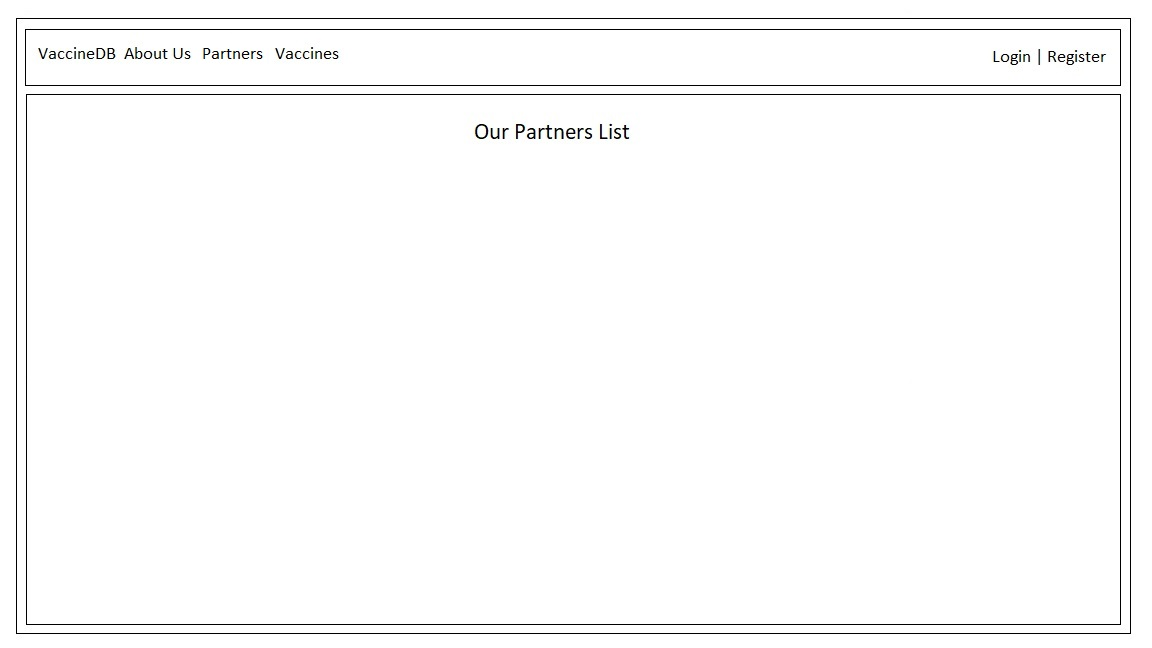 VaccineDB About Us Partners Vaccines Login | Register
Our Partners List